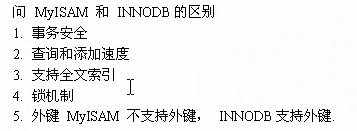 问 MyISAM 和 INNODB 的区别
1. 事务安全
2. 查询和添加速度
3. 支持全文索引
4. 锁机制
5. 外键 MyISAM 不支持外键， INNODB 支持外键.